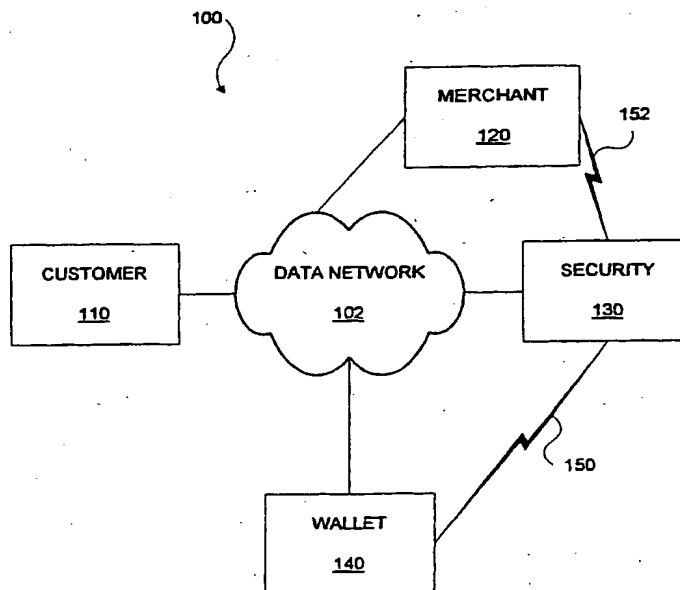 100
MERCHANT
120
152
CUSTOMER
110
DATA NETWORK
102
SECURITY
130
150
WALLET
140